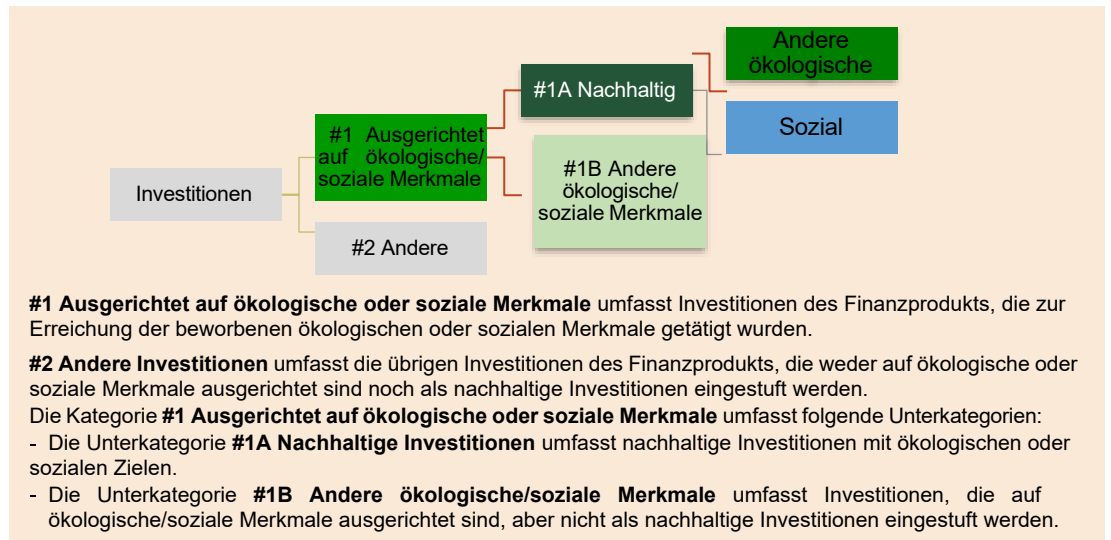 Andere
ökologische
#1A Nachhaltig
Sozial
#1 Ausgerichtet
auf ökologische/
soziale Merkmale
#1B Andere
ökologische/
soziale Merkmale
Investitionen
#2 Andere
#1 Ausgerichtet auf ökologische oder soziale Merkmale umfasst Investitionen des Finanzprodukts, die zur
Erreichung der beworbenen ökologischen oder sozialen Merkmale getätigt wurden.
#2 Andere Investitionen umfasst die übrigen Investitionen des Finanzprodukts, die weder auf ökologische oder
soziale Merkmale ausgerichtet sind noch als nachhaltige Investitionen eingestuft werden.
Die Kategorie #1 Ausgerichtet auf ökologische oder soziale Merkmale umfasst folgende Unterkategorien:
- Die Unterkategorie #1A Nachhaltige Investitionen umfasst nachhaltige Investitionen mit ökologischen oder
sozialen Zielen.
- Die Unterkategorie #1B Andere ökologische/soziale Merkmale umfasst Investitionen, die auf
ökologische/soziale Merkmale ausgerichtet sind, aber nicht als nachhaltige Investitionen eingestuft werden.